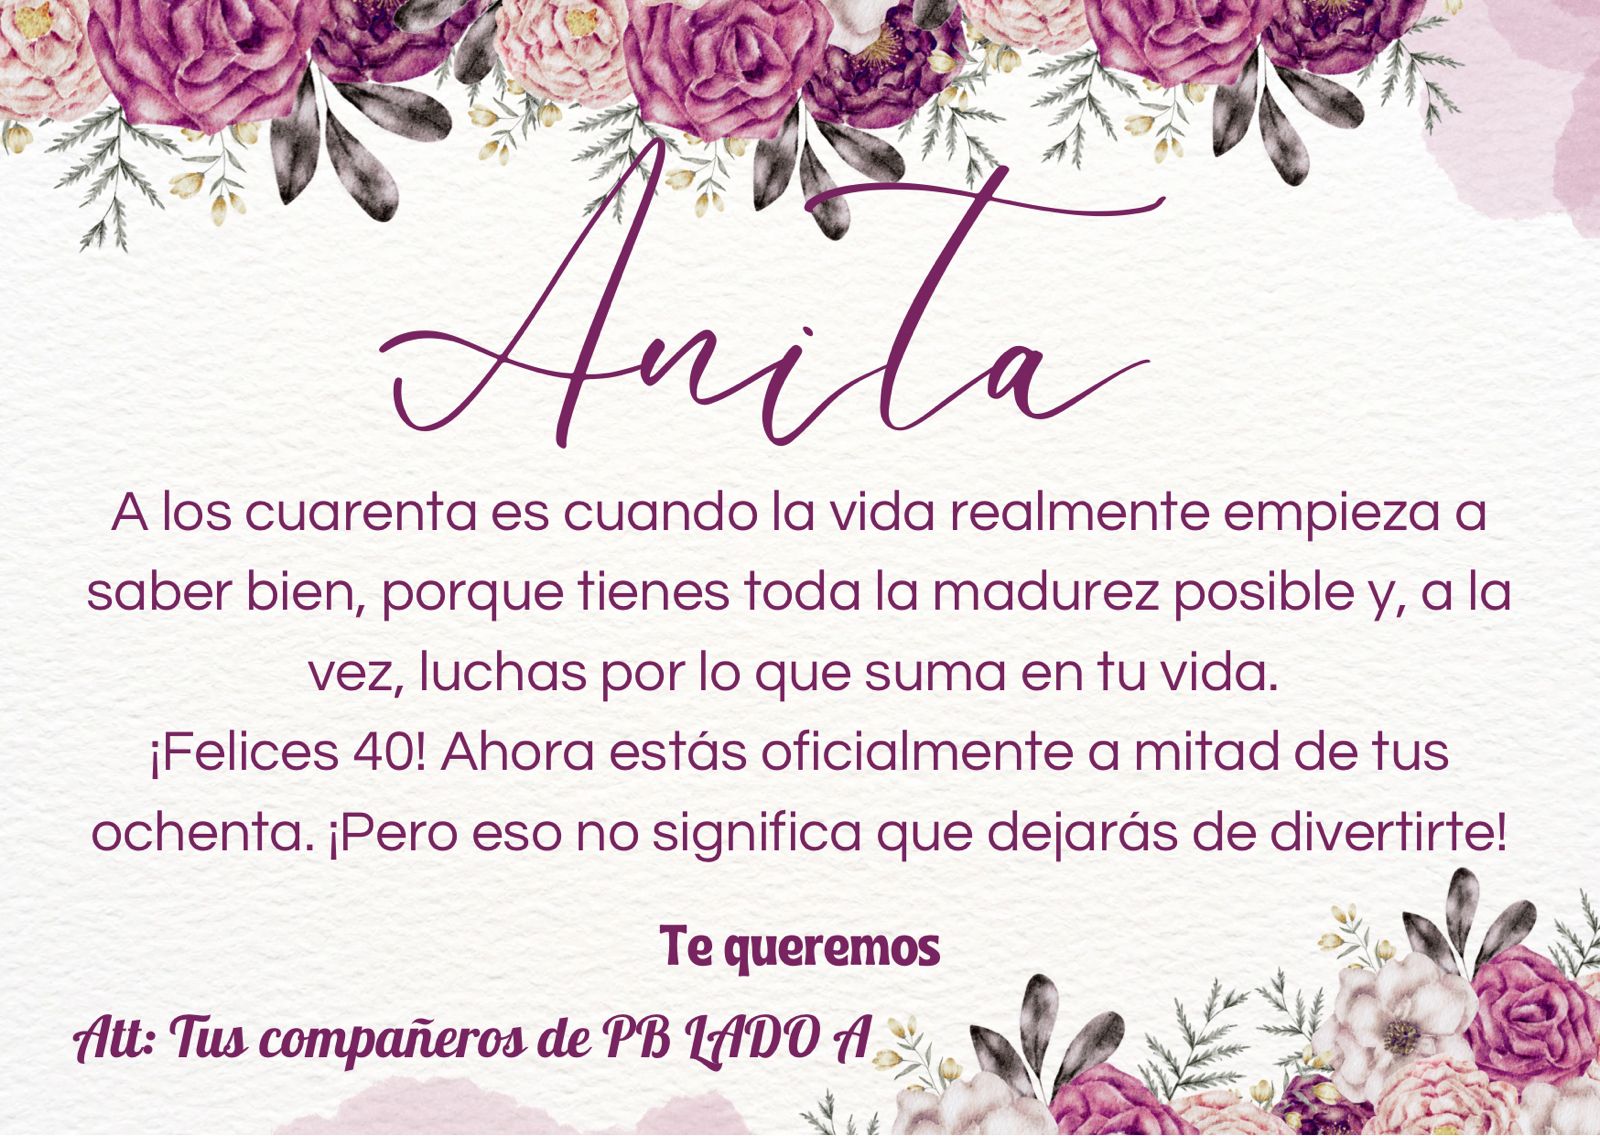 Anita
A los cuarenta es cuando la vida realmente empieza a
saber bien, porque tienes toda la madurez posible y, a la
vez, luchas por lo que suma en tu vida.
¡Felices 40! Ahora estás oficialmente a mitad de tus
ochenta. ¡Pero eso no significa que dejarás de divertirte!
Te queremos
Att: Tus compañeros de PB LADO A